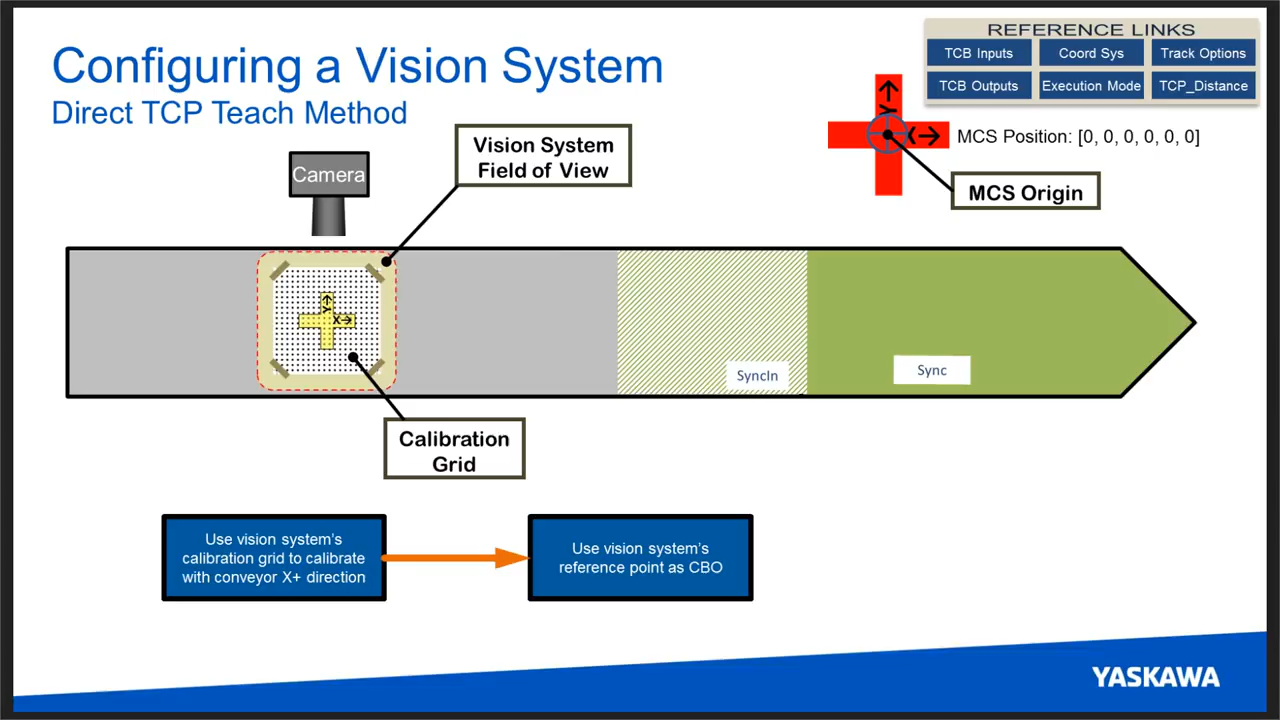 Configuring a Vision System
Direct TCP Teach Method
REFERENCE LINKS
TCB Inputs
Coord Sys
Track Options
TCB Outputs
Execution Mode
TCP_Distance
Y
X
MCS Position: [0, 0, 0, 0, 0, 0]
MCS Origin
Vision System
Field of View
Camera
Y
X
SyncIn
Sync
Calibration
Grid
Use vision system's
calibration grid to calibrate
with conveyor X+ direction
Use vision system's
reference point as CBO
YASKAWA